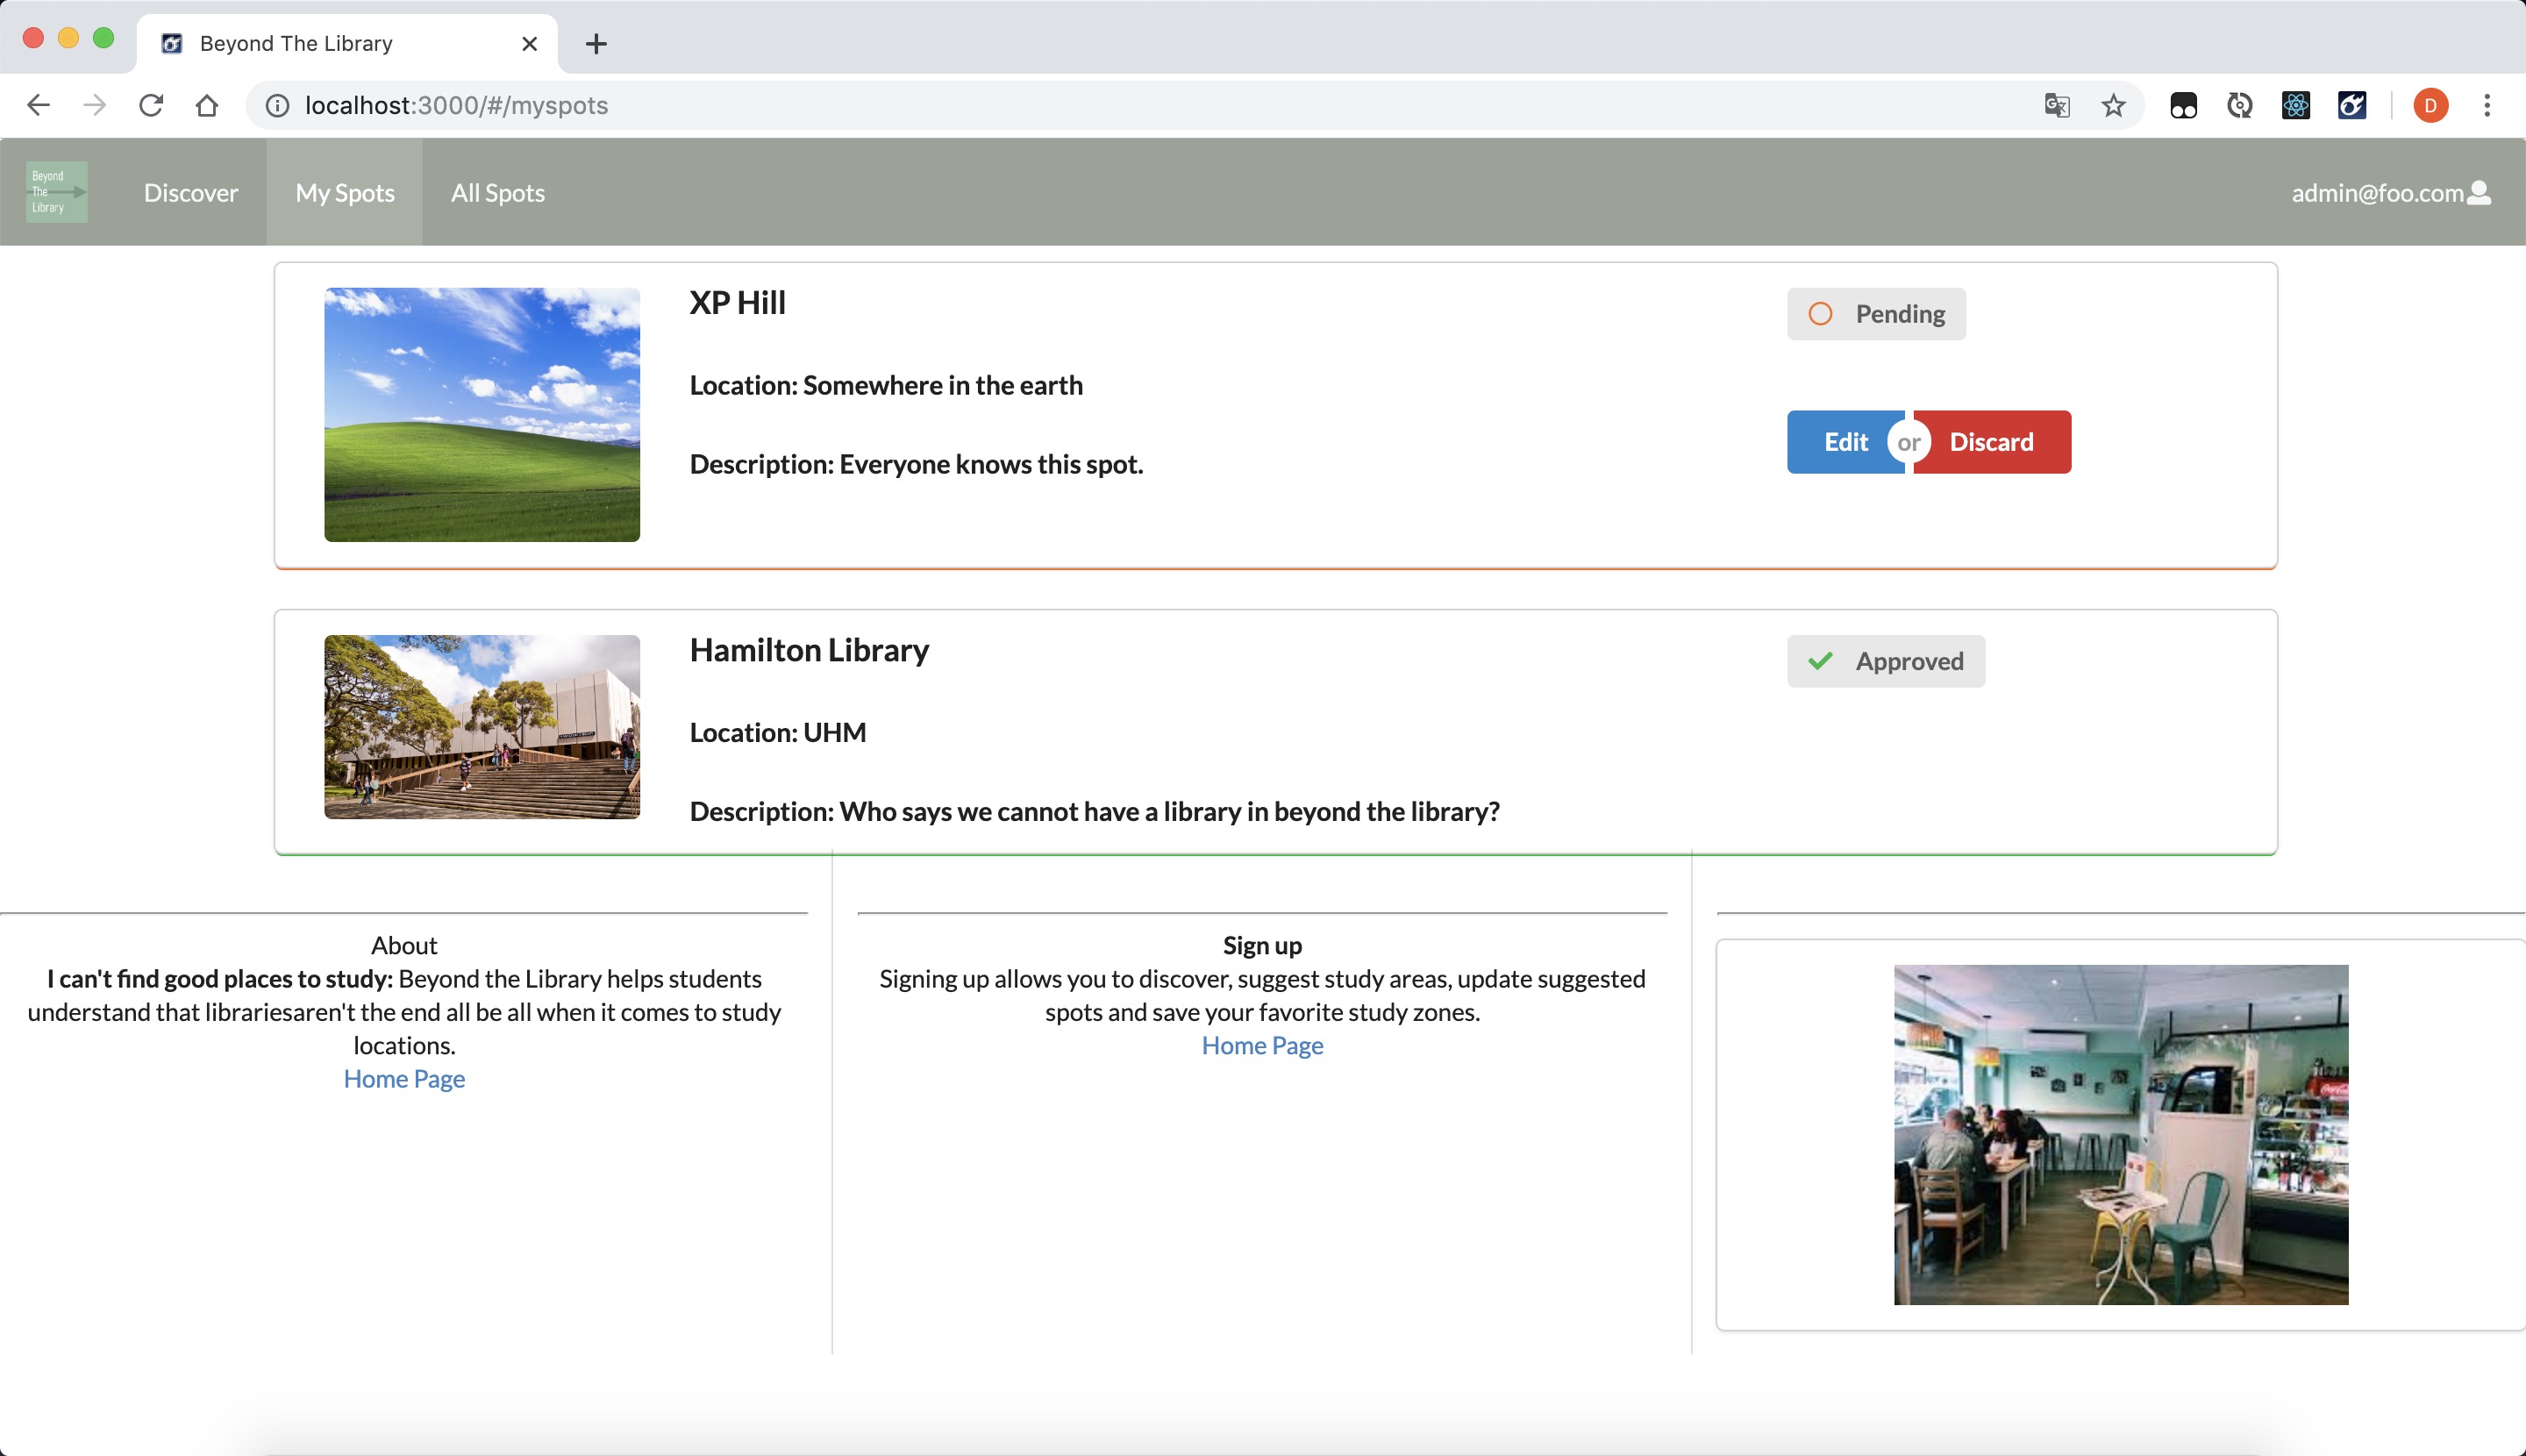 Beyond The Library
localhost:3000/#/myspots
D
Beyond
The
Library
Discover
My Spots
All Spots
admin@foo.com
XP Hill
Pending
Location: Somewhere in the earth
Edit or Discard
Description: Everyone knows this spot.
Hamilton Library
Approved
Location: UHM
Description: Who says we cannot have a library in beyond the library?
About
I can't find good places to study: Beyond the Library helps students
understand that librariesaren't the end all be all when it comes to study
locations.
Home Page
Sign up
Signing up allows you to discover, suggest study areas, update suggested
spots and save your favorite study zones.
Home Page